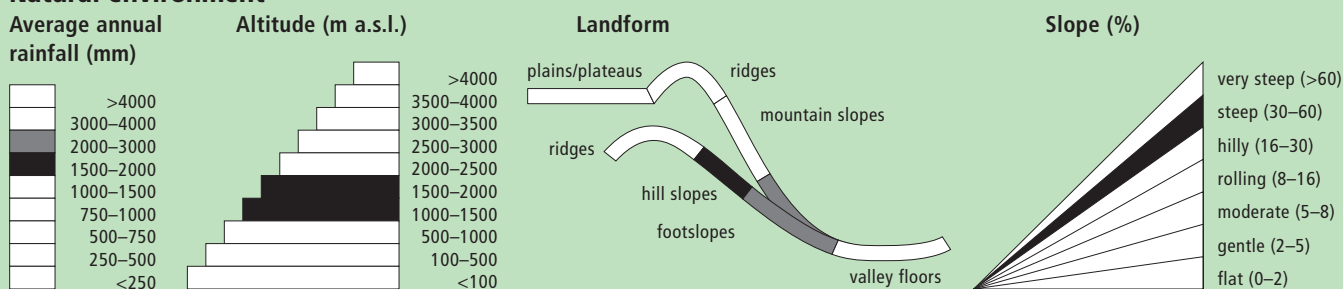 Average annual
rainfall (mm)
>4000
3000–4000
2000–3000
1500–2000
1000–1500
750–1000
500–750
250–500
<250
Altitude (m a.s.l.)
>4000
3500–4000
3000–3500
2500–3000
2000–2500
1500–2000
1000–1500
500–1000
100–500
<100
Landform
plains/plateaus
ridges
mountain slopes
ridges
hill slopes
footslopes
valley floors
Slope (%)
very steep (>60)
steep (30–60)
hilly (16–30)
rolling (8–16)
moderate (5–8)
gentle (2–5)
flat (0–2)